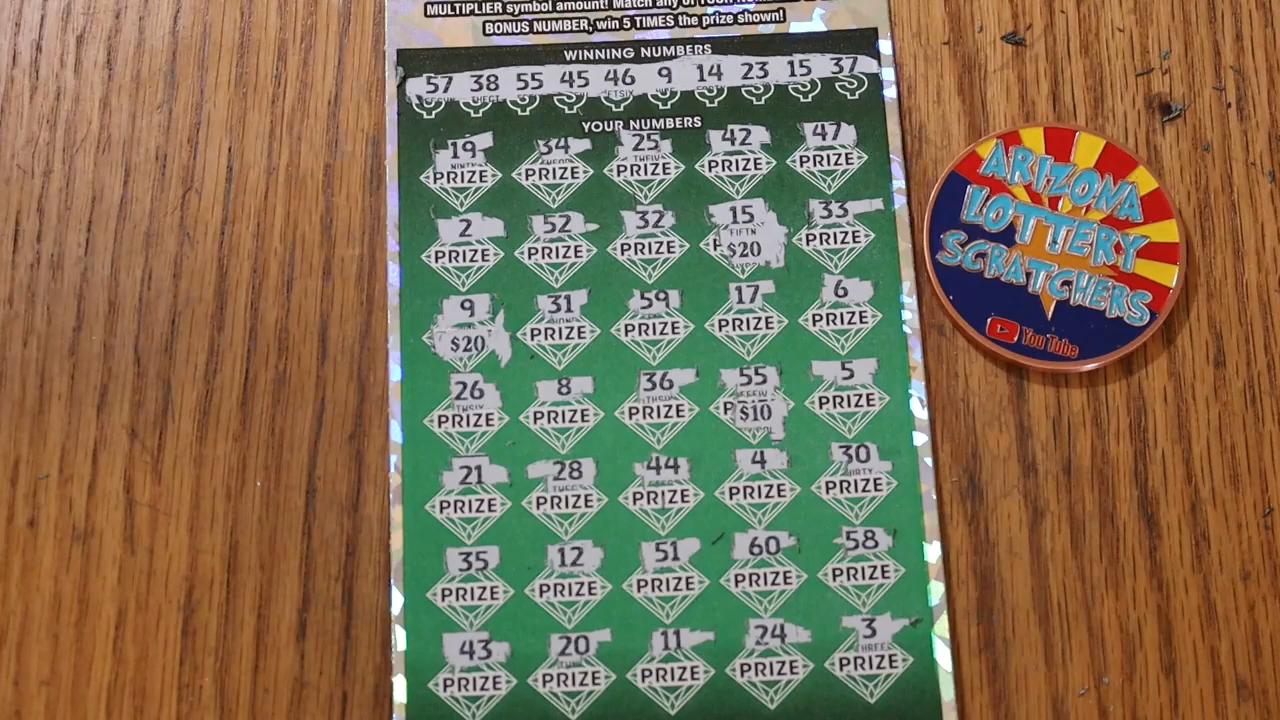 MULTIPLIER symbol amount! Match any of YOUR
BONUS NUMBER, win 5 TIMES the prize shown!
WINNING NUMBERS
57 38 55 45 46 9 14 23 15 37
YOUR NUMBERS
19 34 25 42 47
PRIZE PRIZE PRIZE PRIZE PRIZE
2 52 32 15 33
FIFTN
PRIZE PRIZE PRIZE $20 PRIZE
9 31 59 17 6
$20 PRIZE PRIZE PRIZE PRIZE
26 8 36 55 5
THSIX THSIX
PRIZE PRIZE PRIZE $10 PRIZE
21 28 44 4 30
PRIZE PRIZE PRIZE PRIZE PRIZE
35 12 51 60 58
PRIZE PRIZE PRIZE PRIZE PRIZE
43 20 11 24 3
PRIZE PRIZE PRIZE PRIZE PRIZE
ARIZONA
LOTTERY
SCRATCHERS
YouTube